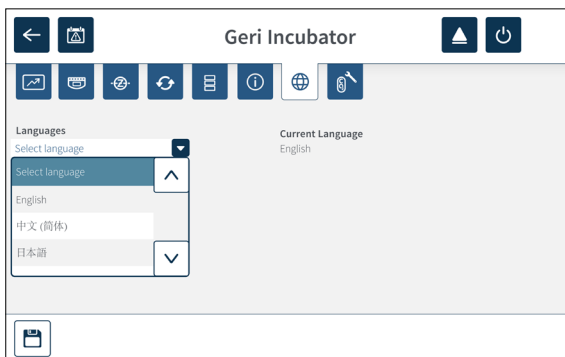 Geri Incubator
Languages
Select language
Select language
English
中文 (简体)
日本語
Current Language
English